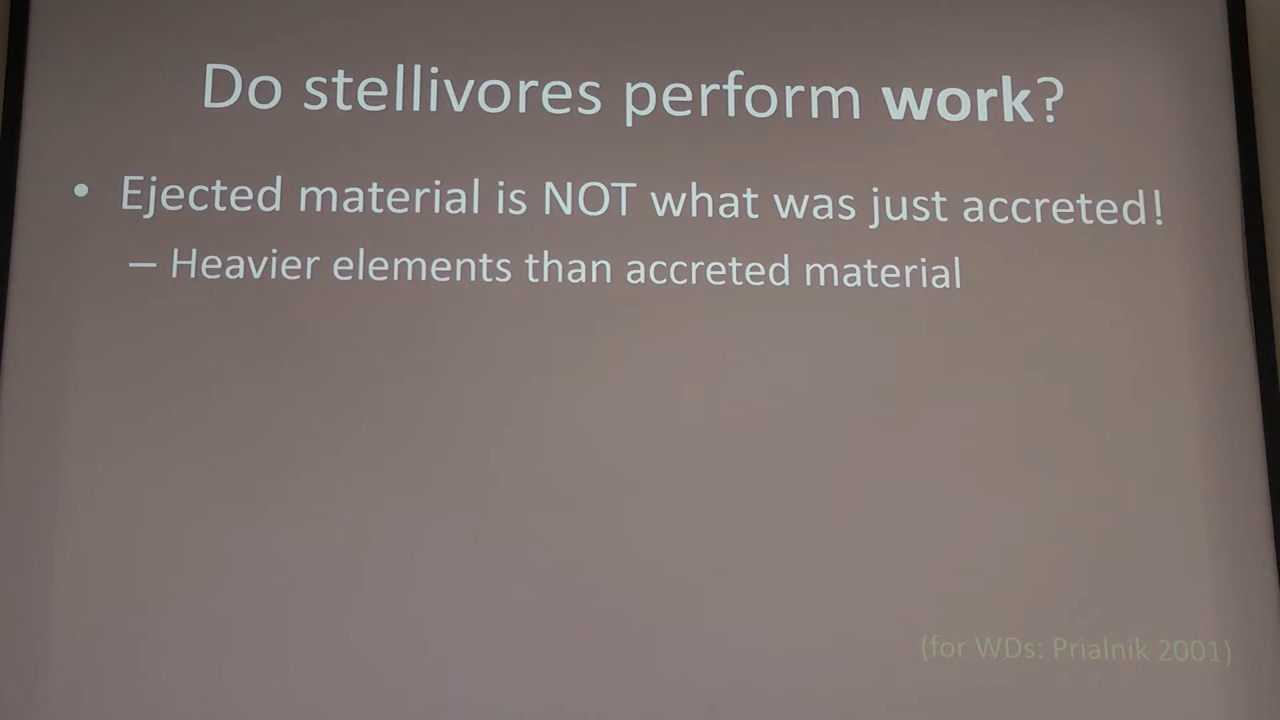 Do stellivores perform work?
• Ejected material is NOT what was just accreted!
– Heavier elements than accreted material
(for WDs: Prialnik 2001)